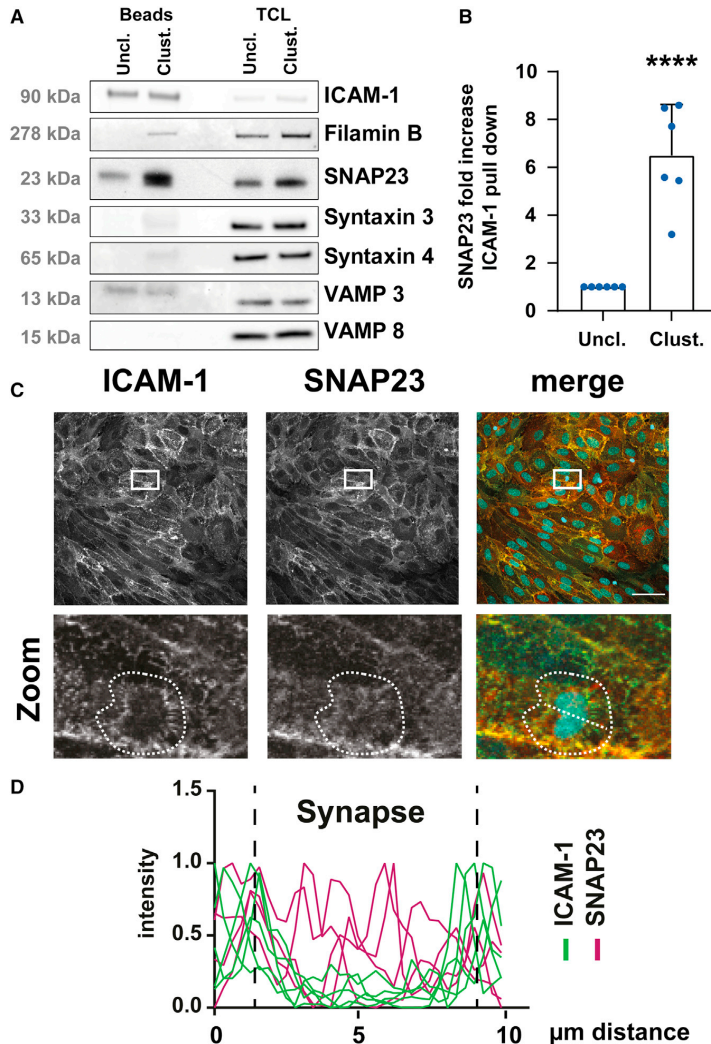 A
Beads TCL
Uncl. Clust. Uncl. Clust.
90 kDa ICAM-1
278 kDa Filamin B
23 kDa SNAP23
33 kDa Syntaxin 3
65 kDa Syntaxin 4
13 kDa VAMP 3
15 kDa VAMP 8
B
SNAP23 fold increase
ICAM-1 pull down
****
10
8
6
4
2
0
Uncl. Clust.
C
ICAM-1 SNAP23 merge
Zoom
D
intensity
1.5
1.0
0.5
0.0
Synapse
0 5 10 µm distance
ICAM-1
SNAP23